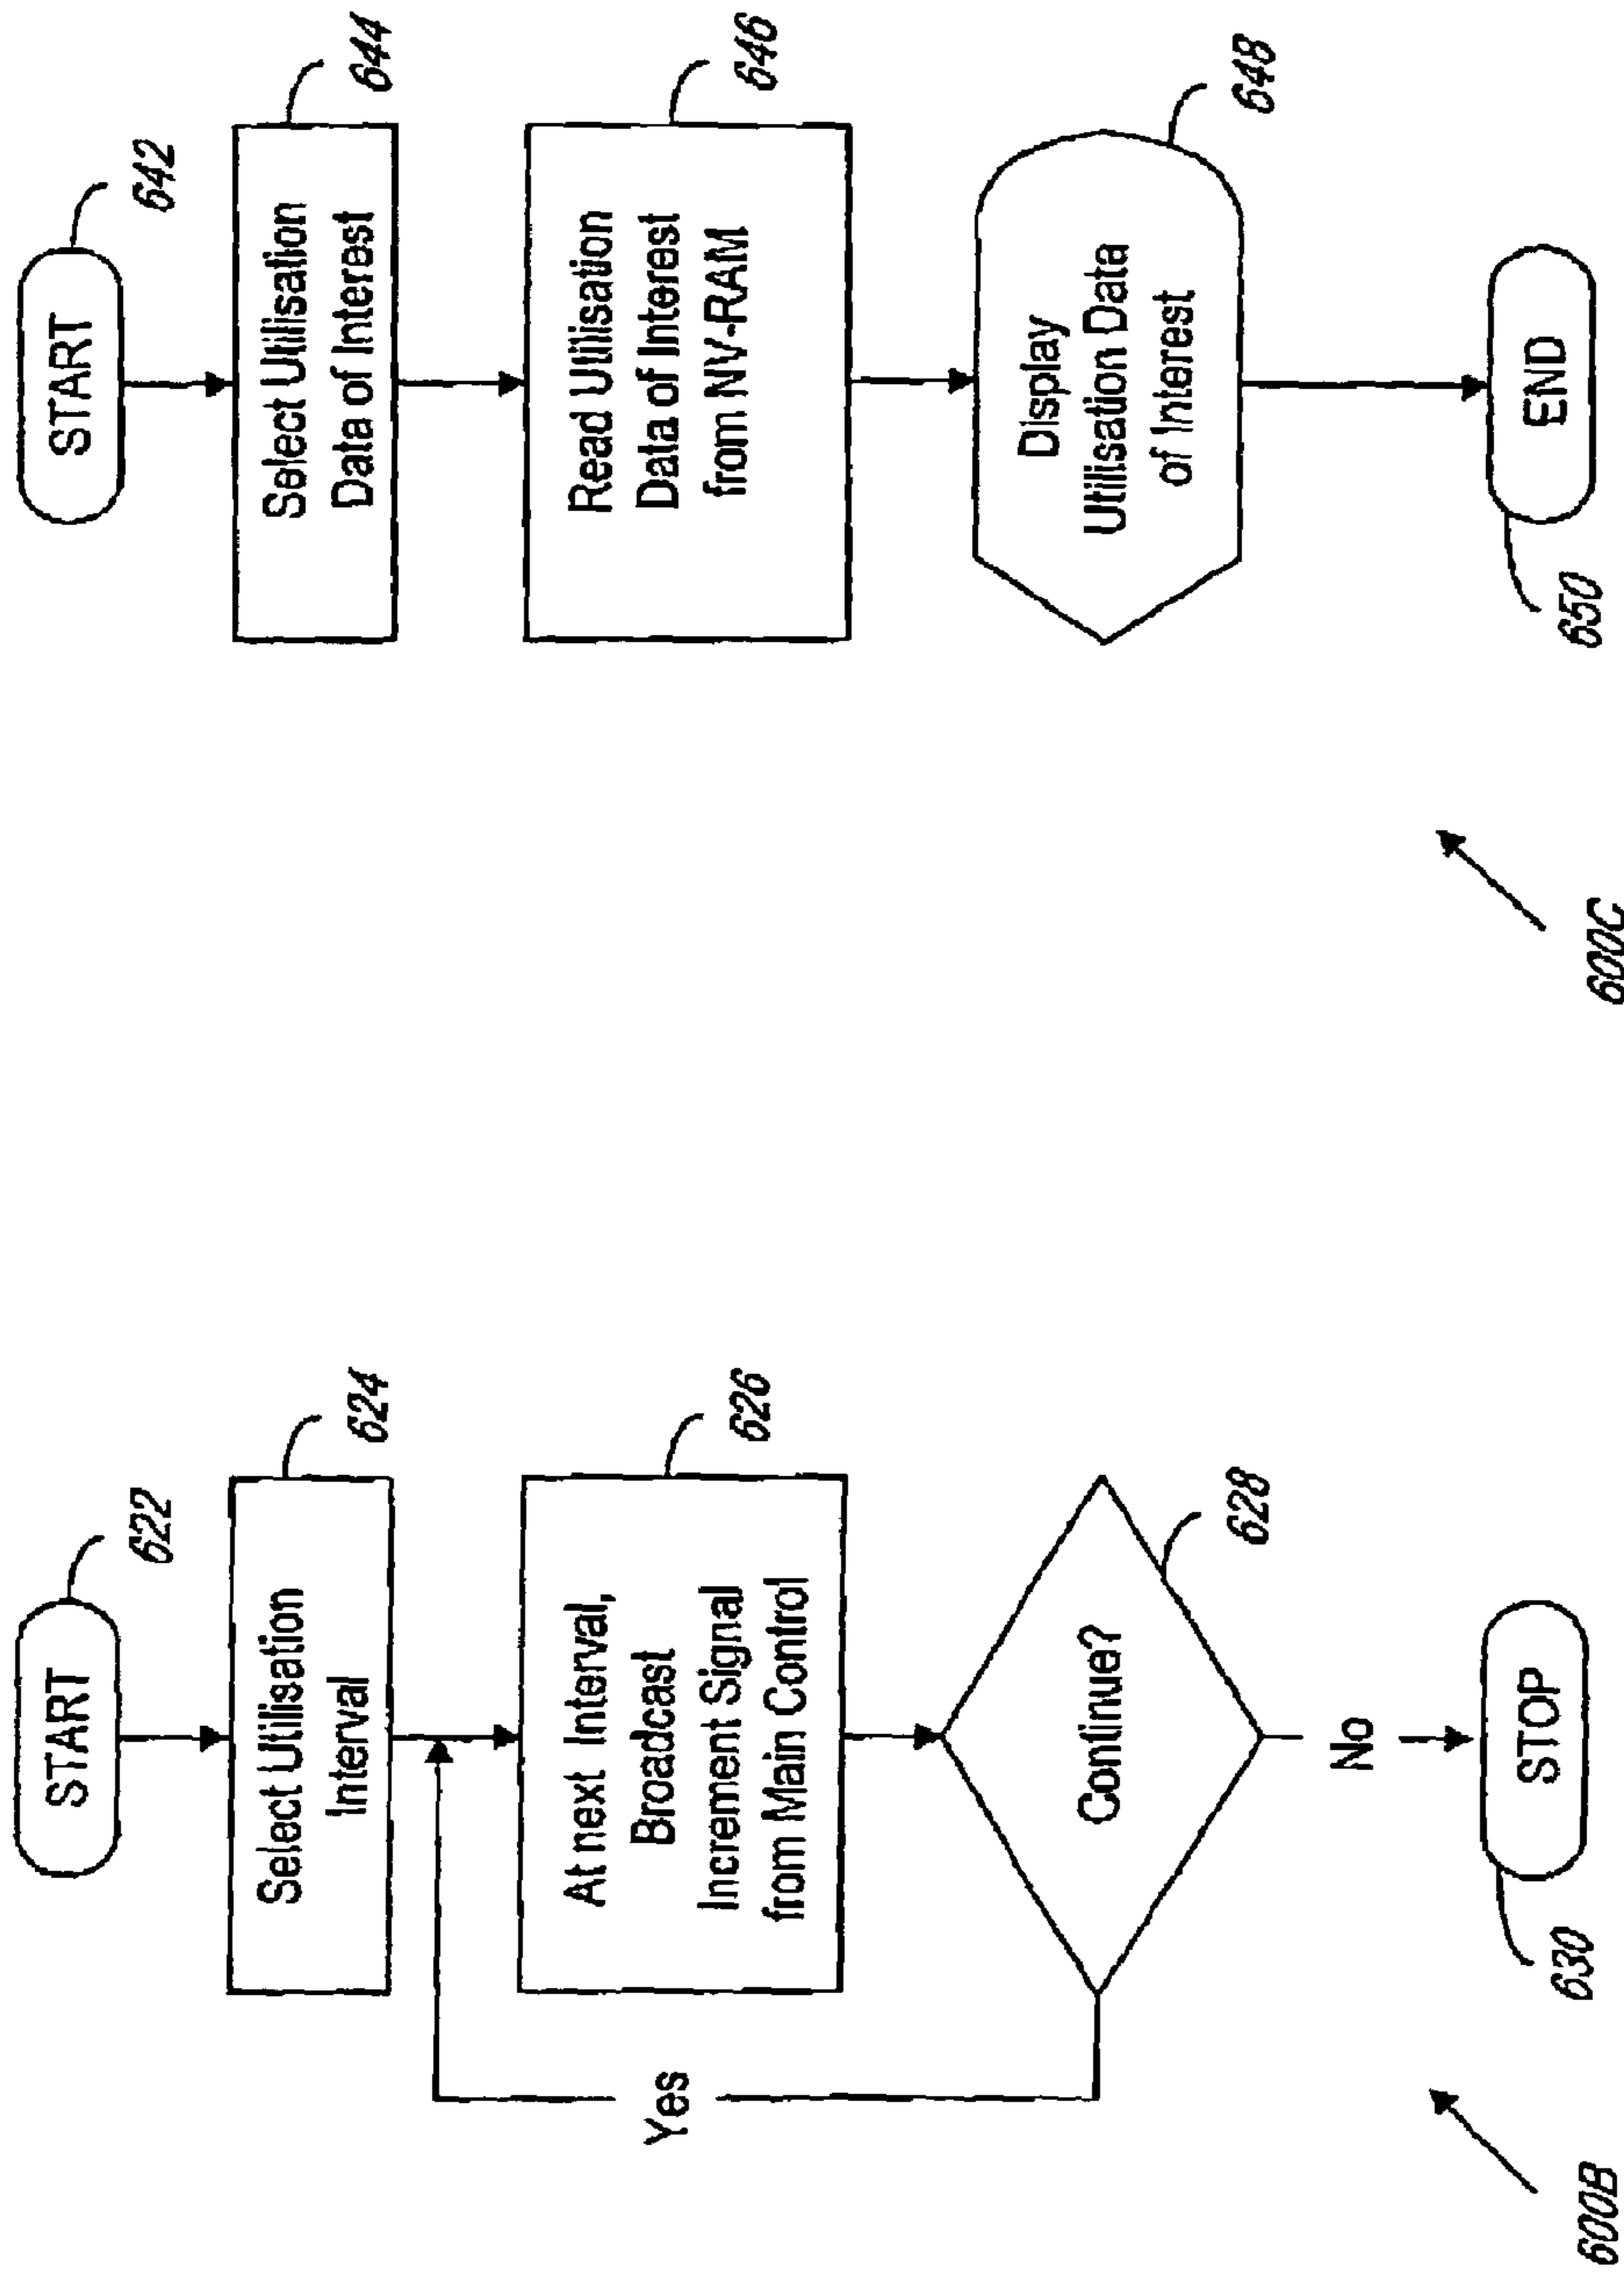 START
622
Select Utilisation
Interval
624
At next Interval,
Broadcast
Increment Signal
from Main Control
626
Continue?
628
Yes
No
STOP
630
600B
START
642
Select Utilisation
Data of Interest
644
Read Utilisation
Data of Interest
from NV-RAM
646
Display
Utilisation Data
of Interest
648
END
650
600C